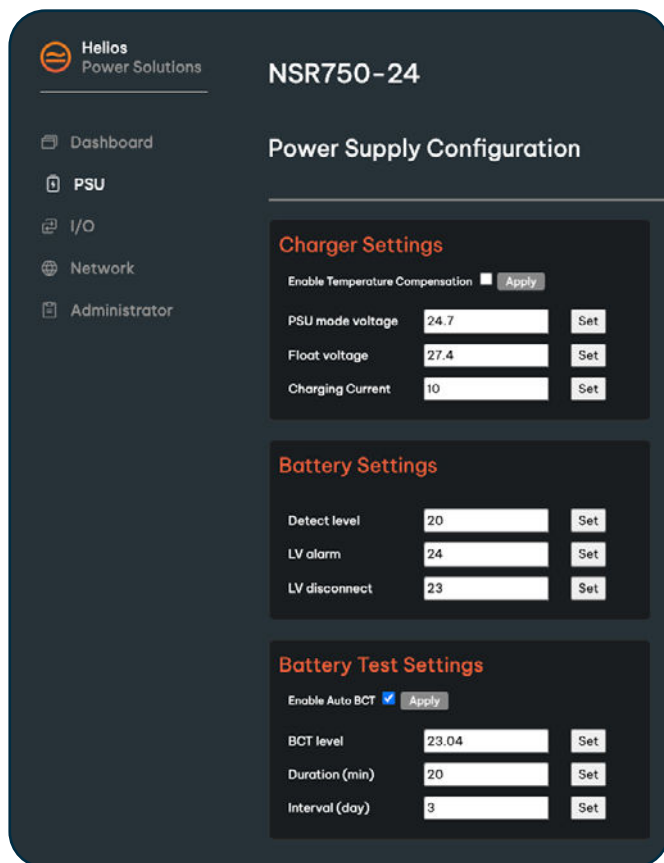 Helios
Power Solutions
Dashboard
PSU
I/O
Network
Administrator
NSR750-24
Power Supply Configuration
Charger Settings
Enable Temperature Compensation Apply
PSU mode voltage 24.7 Set
Float voltage 27.4 Set
Charging Current 10 Set
Battery Settings
Detect level 20 Set
LV alarm 24 Set
LV disconnect 23 Set
Battery Test Settings
Enable Auto BCT Apply
BCT level 23.04 Set
Duration (min) 20 Set
Interval (day) 3 Set